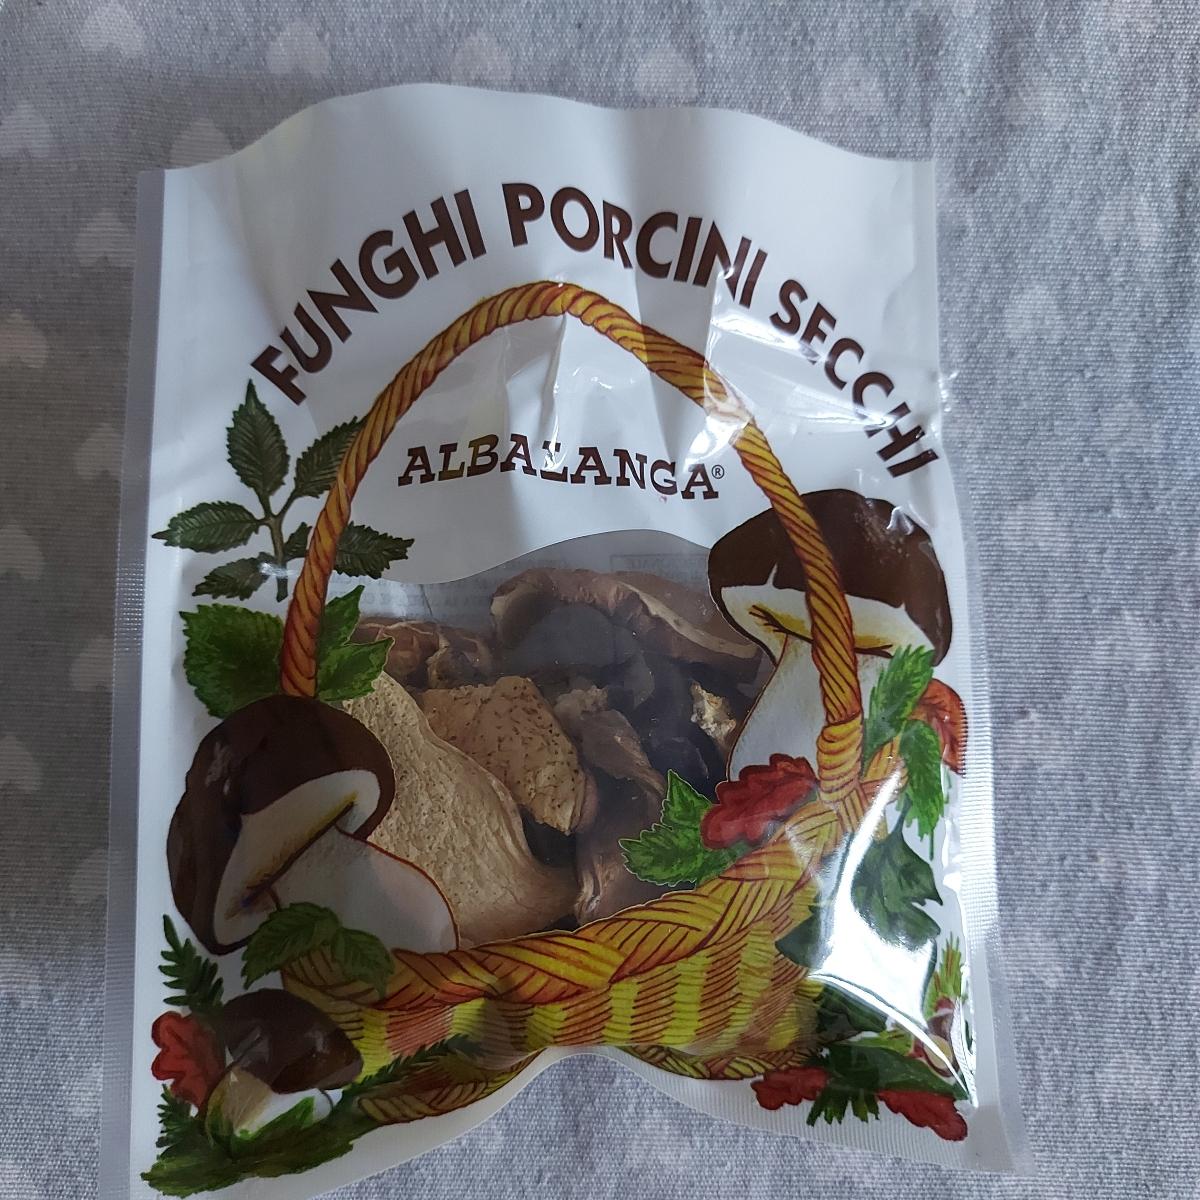 FUNGHI PORCINI SECCHI
ALBALANGA®